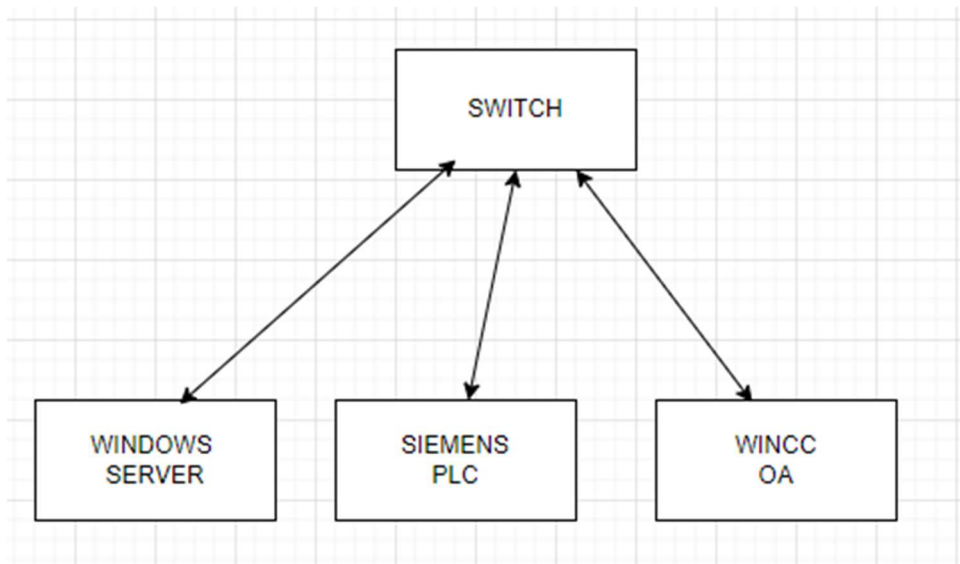 SWITCH
WINDOWS
SERVER
SIEMENS
PLC
WINCC
OA